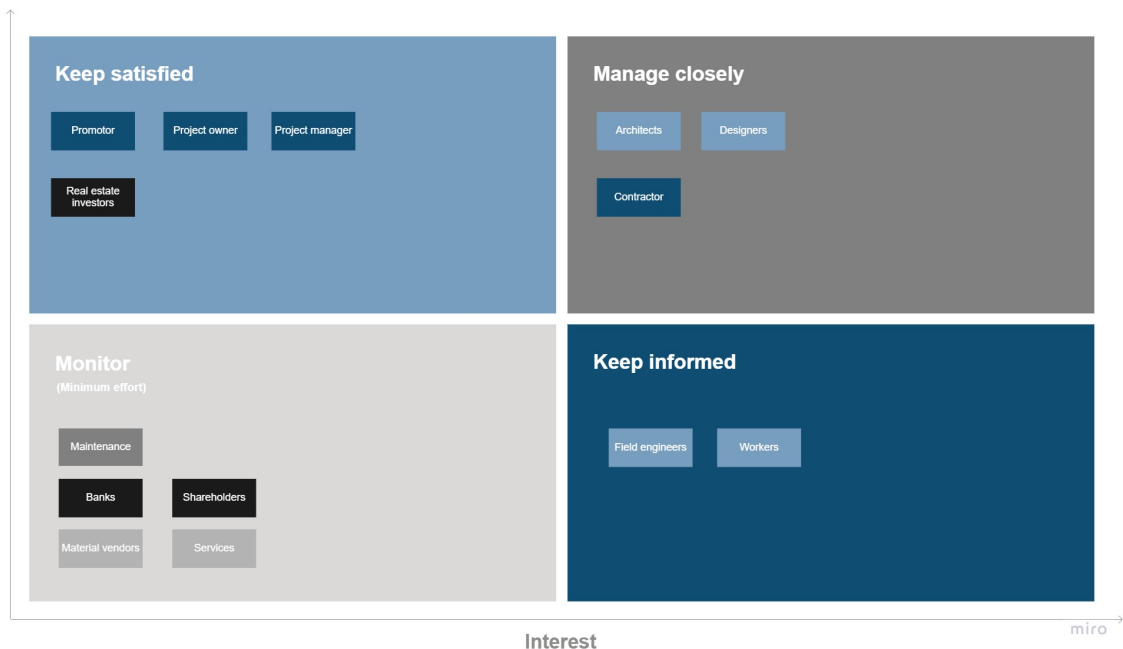 Keep satisfied
Promotor
Project owner
Project manager
Real estate
investors
Manage closely
Architects
Designers
Contractor
Monitor
(Minimum effort)
Maintenance
Banks
Shareholders
Material vendors
Services
Keep informed
Field engineers
Workers
Interest
miro